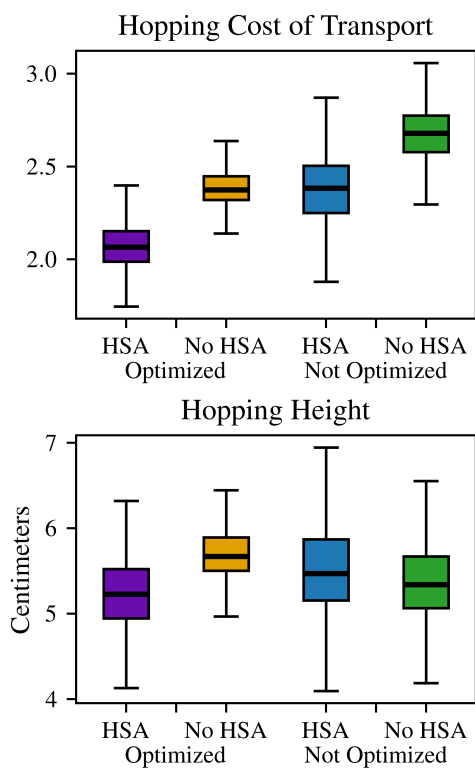 Hopping Cost of Transport
3.0
2.5
2.0
HSA No HSA HSA No HSA
Optimized Not Optimized
Hopping Height
7
6
5
4
Centimeters
HSA No HSA HSA No HSA
Optimized Not Optimized